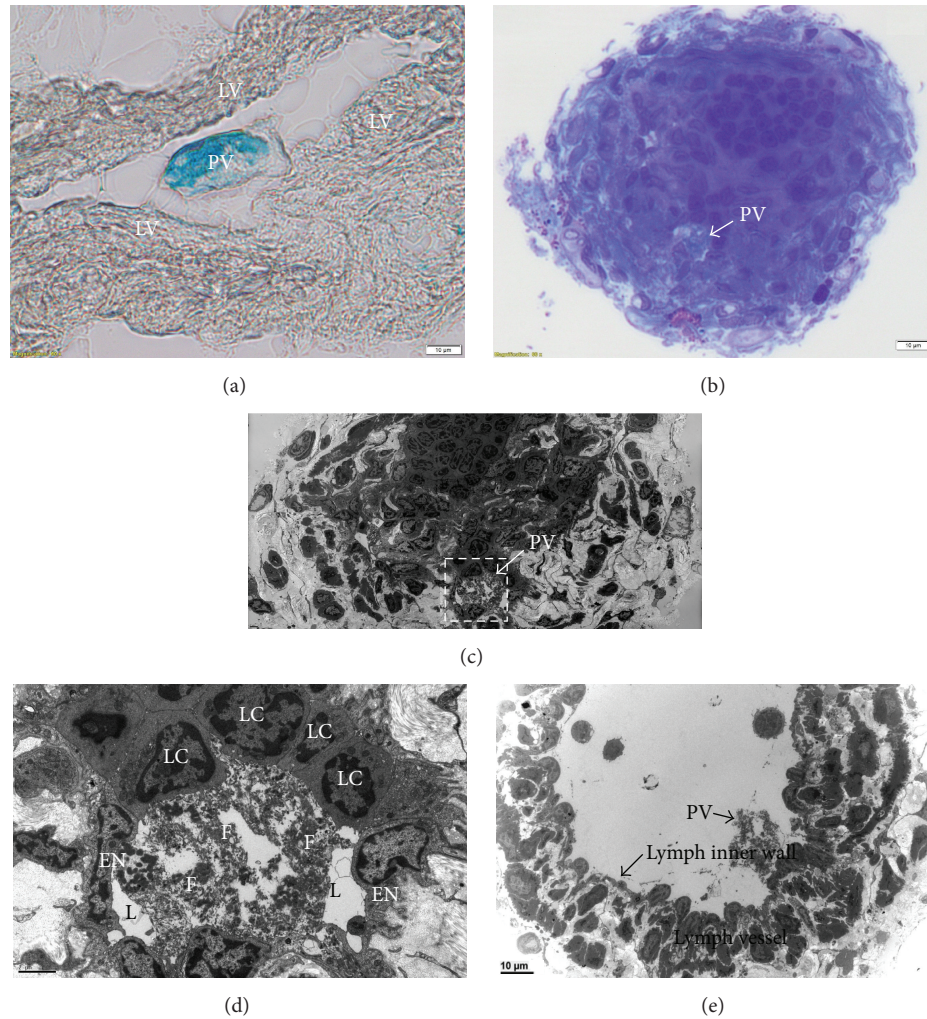 LV
LV
PV
LV
10 µm
(a)
PV
10 µm
(b)
PV
(c)
LC
LC
LC
LC
F
F
EN
F
EN
L
L
(d)
PV
Lymph inner wall
Lymph vessel
10 µm
(e)